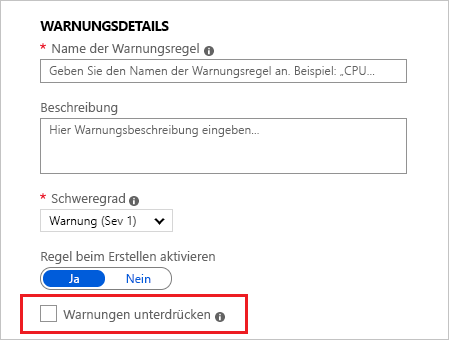 WARNUNGSDETAILS
* Name der Warnungsregel
Geben Sie den Namen der Warnungsregel an. Beispiel: „CPU...
Beschreibung
Hier Warnungsbeschreibung eingeben...
* Schweregrad
Warnung (Sev 1)
Regel beim Erstellen aktivieren
Ja Nein
Warnungen unterdrücken